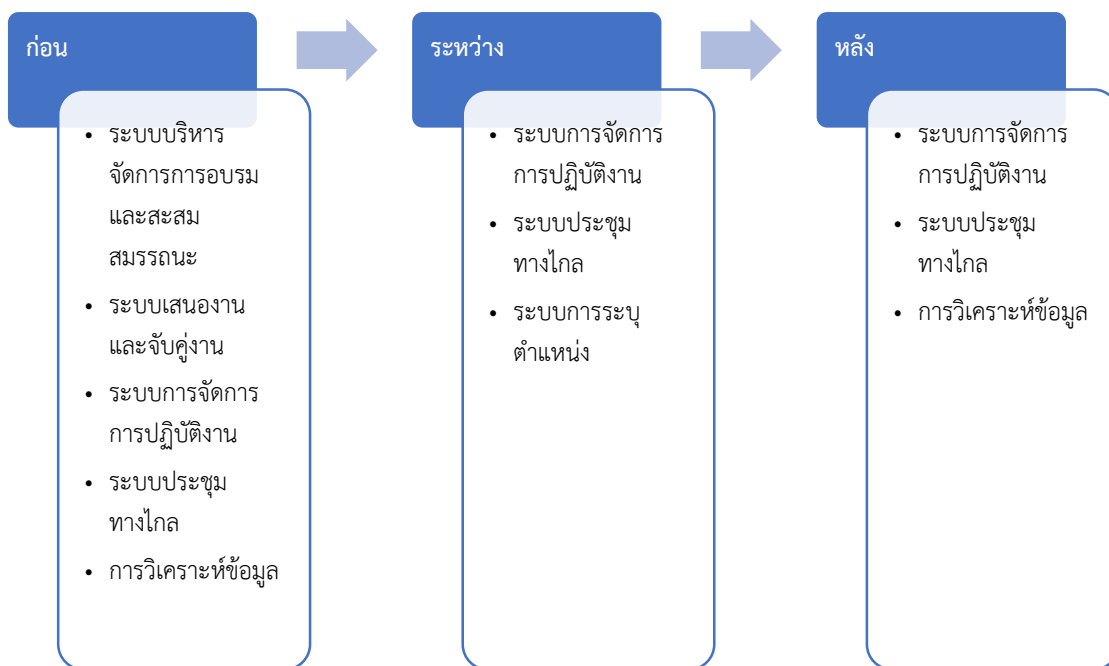 ก่อน
• ระบบบริหาร
จัดการการอบรม
และสะสม
สมรรถนะ
• ระบบเสนองาน
และจับคู่งาน
• ระบบการจัดการ
การปฏิบัติงาน
• ระบบประชุม
ทางไกล
• การวิเคราะห์ข้อมูล
ระหว่าง
• ระบบการจัดการ
การปฏิบัติงาน
• ระบบประชุม
ทางไกล
• ระบบการระบุ
ตำแหน่ง
หลัง
• ระบบการจัดการ
การปฏิบัติงาน
• ระบบประชุม
ทางไกล
• การวิเคราะห์ข้อมูล